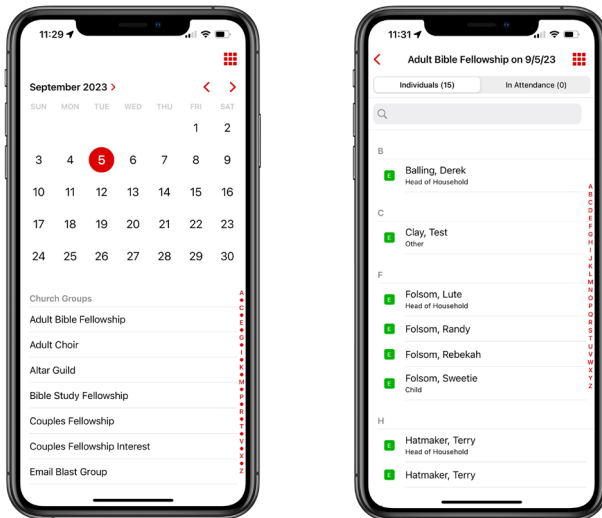 11:29
September 2023 >
SUN MON TUE WED THU FRI SAT
1 2
3 4 5 6 7 8 9
10 11 12 13 14 15 16
17 18 19 20 21 22 23
24 25 26 27 28 29 30
Church Groups
Adult Bible Fellowship
Adult Choir
Altar Guild
Bible Study Fellowship
Couples Fellowship
Couples Fellowship Interest
Email Blast Group
A
C
E
G
I
K
M
P
R
T
V
X
Z
11:31
Adult Bible Fellowship on 9/5/23
Individuals (15) In Attendance (0)
B
E Balling, Derek
Head of Household
C
E Clay, Test
Other
F
E Folsom, Lute
Head of Household
E Folsom, Randy
E Folsom, Rebekah
E Folsom, Sweetie
Child
H
E Hatmaker, Terry
Head of Household
E Hatmaker, Terry
A
B
C
D
E
F
G
H
I
J
K
L
M
N
O
P
Q
R
S
T
U
V
W
X
Y
Z